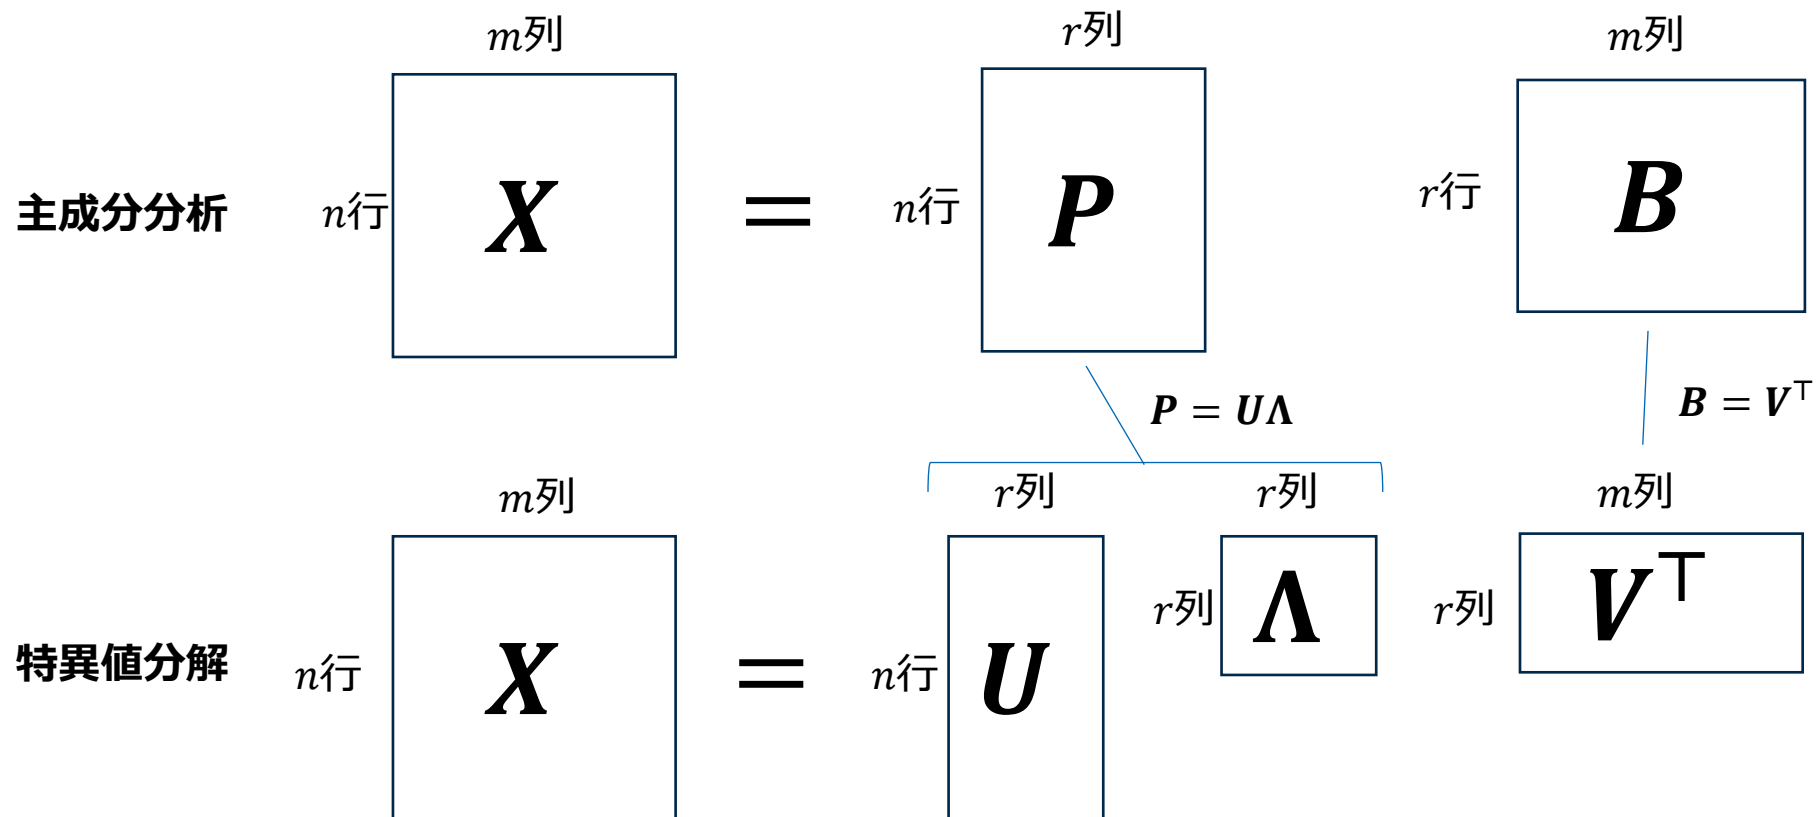 m列
r列
m列
主成分分析
n行
X
=
n行
P
r行
B
P = UΛ
B = V⊤
m列
r列
r列
m列
特異値分解
n行
X
=
n行
U
r列
Λ
r列
V⊤